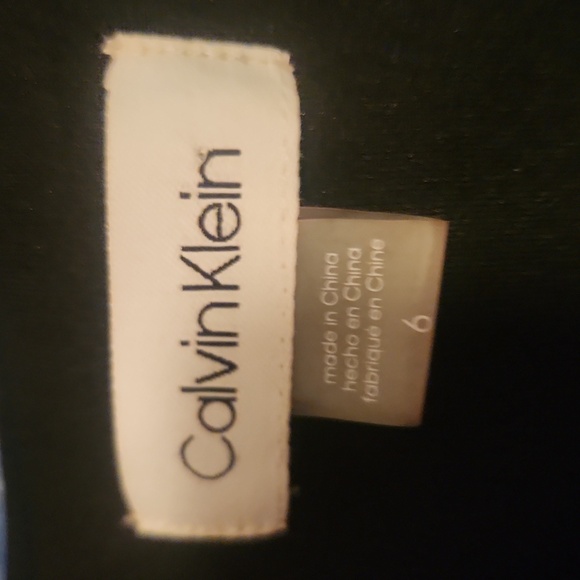 Calvin Klein
made in China
hecho en China
fabriqué en Chine
6